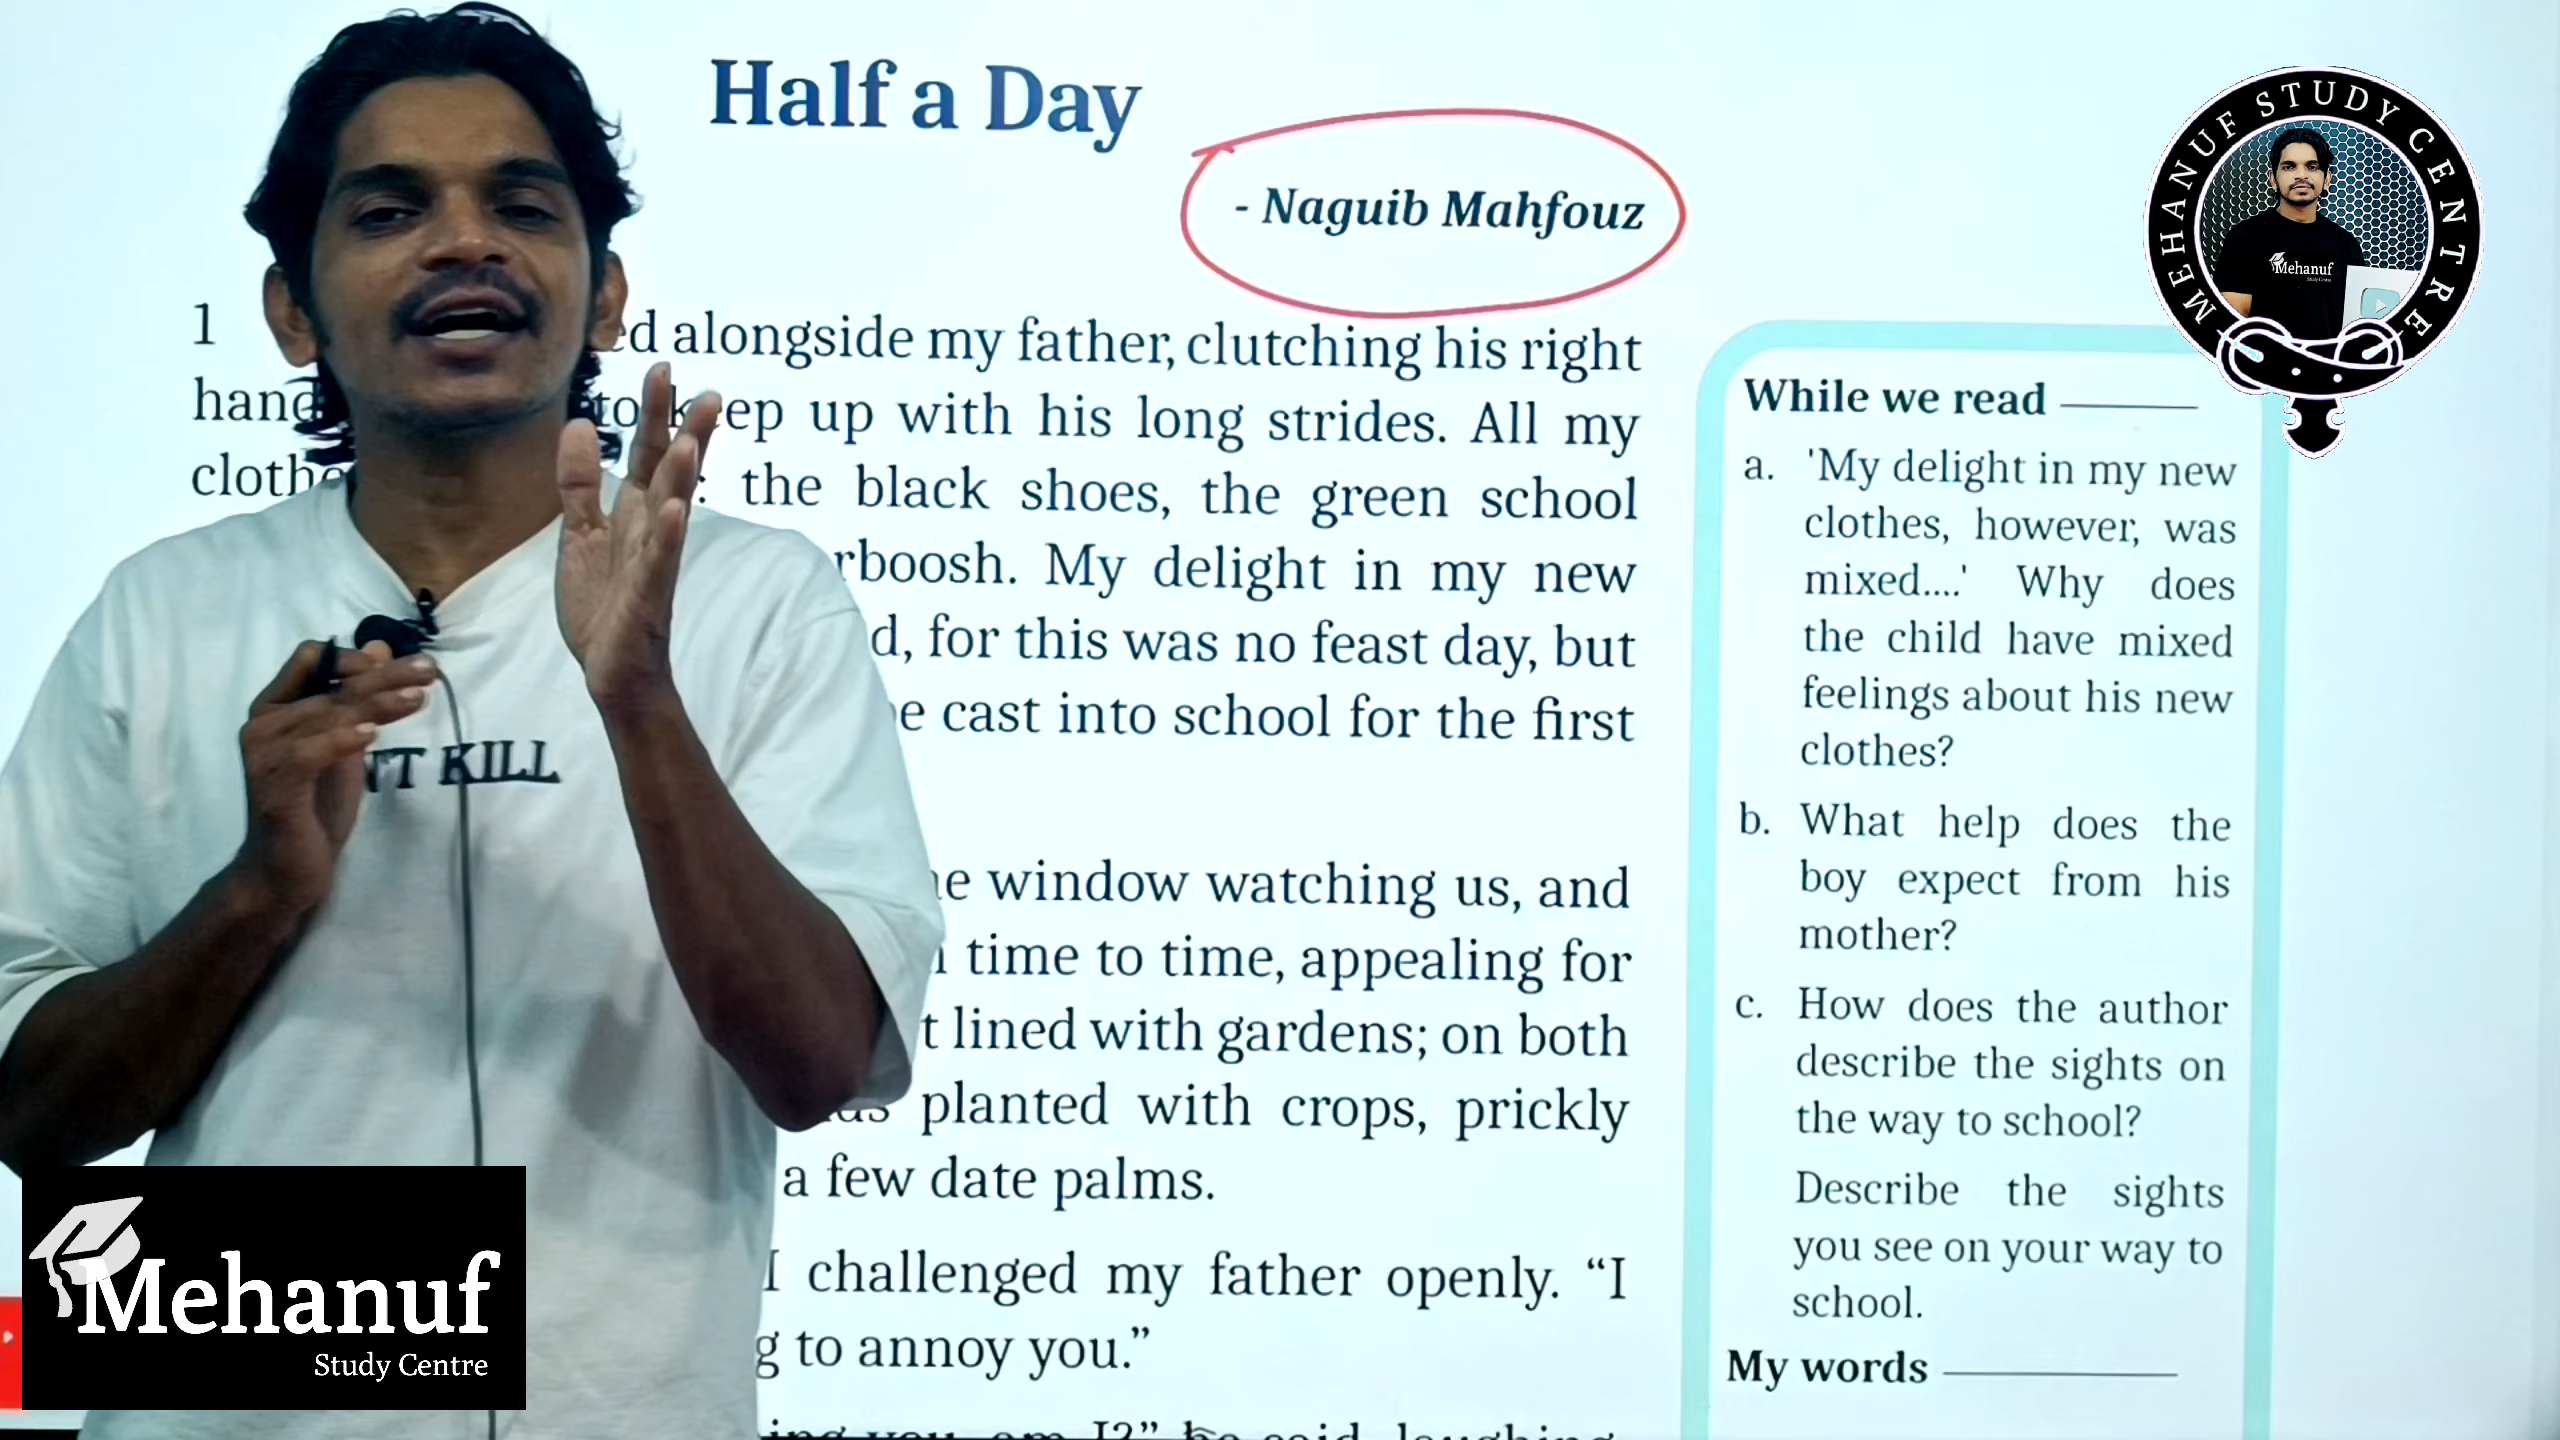 Half a Day
- Naguib Mahfouz
1 alongside my father, clutching his right
to keep up with his long strides. All my
the black shoes, the green school
My delight in my new
for this was no feast day, but
cast into school for the first
window watching us, and
time to time, appealing for
lined with gardens; on both
planted with crops, prickly
a few date palms.
I challenged my father openly. “I
to annoy you.”
I?” he said, laughing.
While we read
a. 'My delight in my new
clothes, however, was
mixed....' Why does
the child have mixed
feelings about his new
clothes?
b. What help does the
boy expect from his
mother?
c. How does the author
describe the sights on
the way to school?
Describe the sights
you see on your way to
school.
My words
MEHANUF STUDY CENTRE
Mehanuf
Study Centre
KILL
Mehanuf
Study Centre